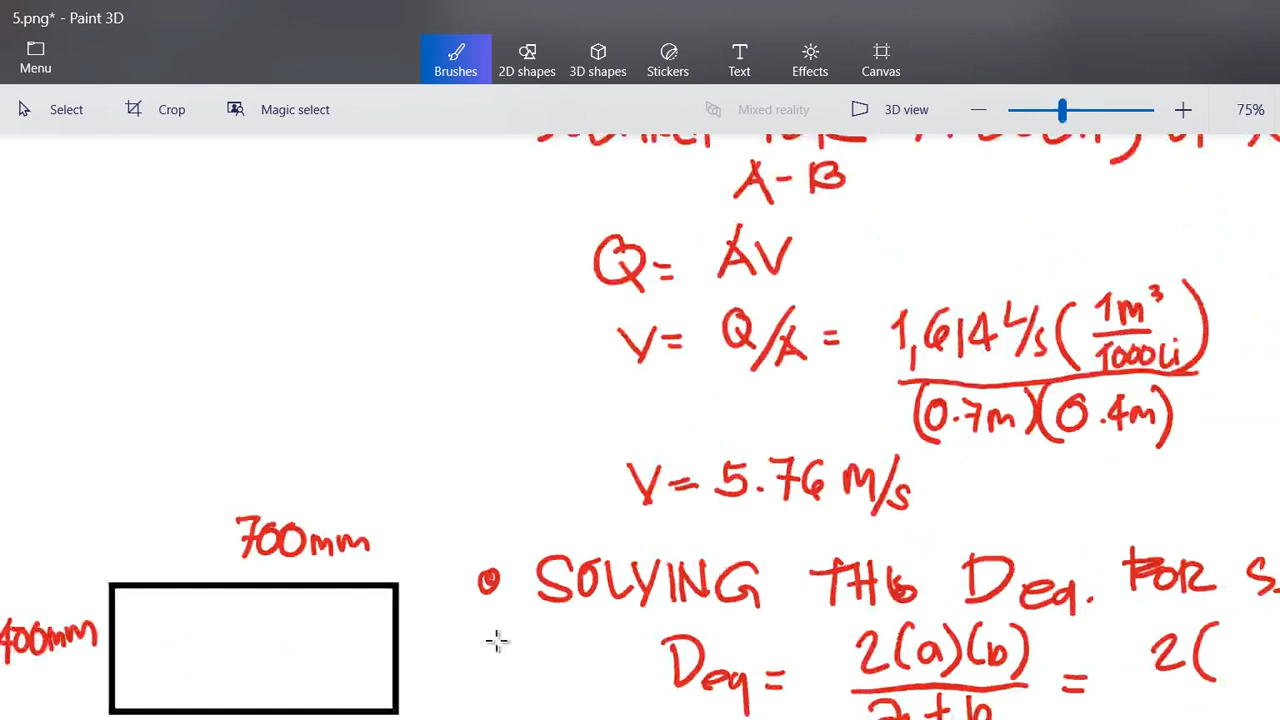 5.png* - Paint 3D
Menu
Brushes
2D shapes
3D shapes
Stickers
Text
Effects
Canvas
Select
Crop
Magic select
Mixed reality
3D view
75%
A - B
Q = AV
V = Q/A = 1,614 L/s (1m³/1000Li)
(0.7m)(0.4m)
V = 5.76 m/s
700mm
400mm
• SOLVING THE Deq. FOR S
Deq = 2(a)(b) = 2(
a + b